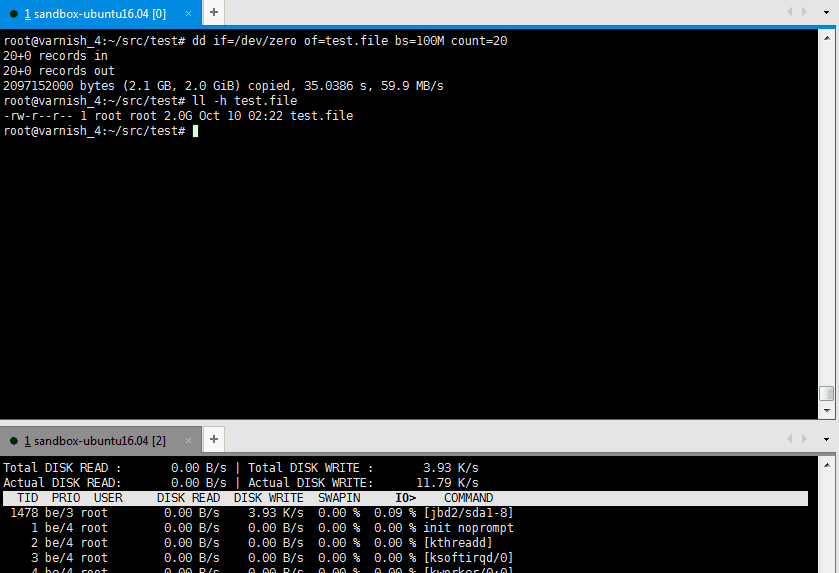 1 sandbox-ubuntu16.04 [0] × +
root@varnish_4:~/src/test# dd if=/dev/zero of=test.file bs=100M count=20
20+0 records in
20+0 records out
2097152000 bytes (2.1 GB, 2.0 GiB) copied, 35.0386 s, 59.9 MB/s
root@varnish_4:~/src/test# ll -h test.file
-rw-r--r-- 1 root root 2.0G Oct 10 02:22 test.file
root@varnish_4:~/src/test#
1 sandbox-ubuntu16.04 [2] × +
Total DISK READ : 0.00 B/s | Total DISK WRITE : 3.93 K/s
Actual DISK READ: 0.00 B/s | Actual DISK WRITE: 11.79 K/s
TID PRIO USER DISK READ DISK WRITE SWAPIN IO> COMMAND
1478 be/3 root 0.00 B/s 3.93 K/s 0.00 % 0.09 % [jbd2/sda1-8]
1 be/4 root 0.00 B/s 0.00 B/s 0.00 % 0.00 % init noprompt
2 be/4 root 0.00 B/s 0.00 B/s 0.00 % 0.00 % [kthreadd]
3 be/4 root 0.00 B/s 0.00 B/s 0.00 % 0.00 % [ksoftirqd/0]
4 be/4 root 0.00 B/s 0.00 B/s 0.00 % 0.00 % [kworker/0:0]